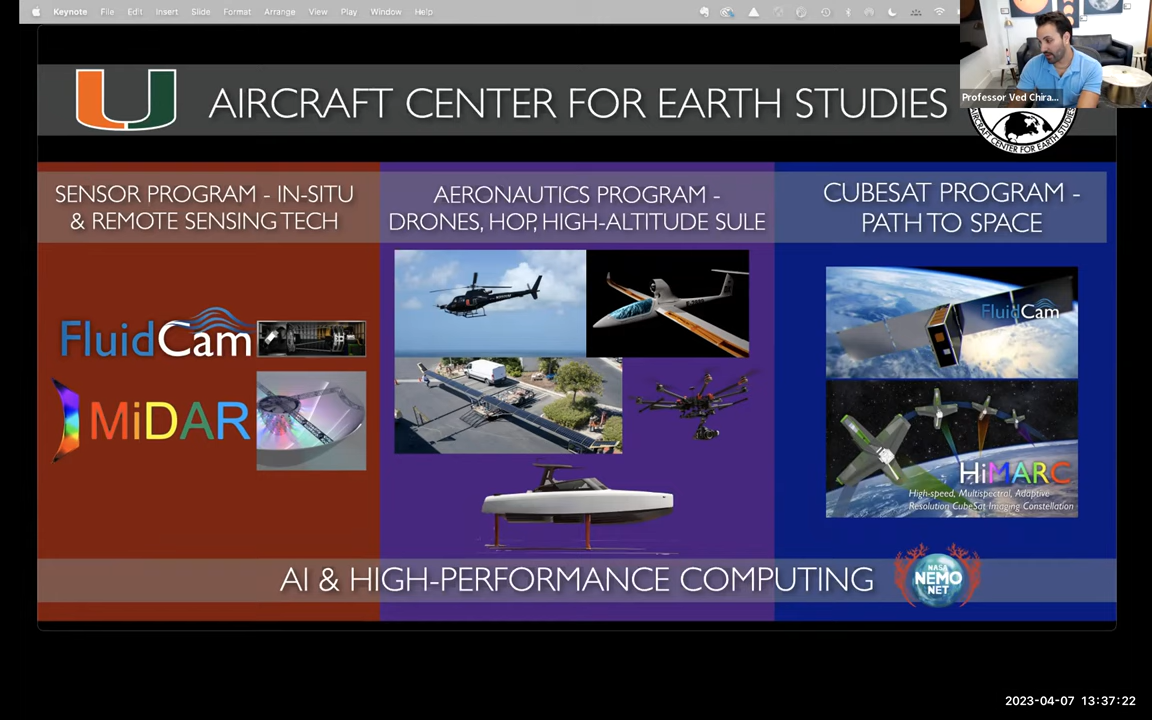 Keynote File Edit Insert Slide Format Arrange View Play Window Help
Professor Ved Chira...
AIRCRAFT CENTER FOR EARTH STUDIES
AIRCRAFT CENTER FOR EARTH STUDIES
SENSOR PROGRAM - IN-SITU
& REMOTE SENSING TECH
AERONAUTICS PROGRAM -
DRONES, HOP, HIGH-ALTITUDE SULE
CUBESAT PROGRAM -
PATH TO SPACE
FluidCam
MiDAR
FluidCam
HiMARC
High-speed, Multispectral, Adaptive
Resolution CubeSat Imaging Constellation
AI & HIGH-PERFORMANCE COMPUTING
NASA
NEMO
NET
2023-04-07 13:37:22